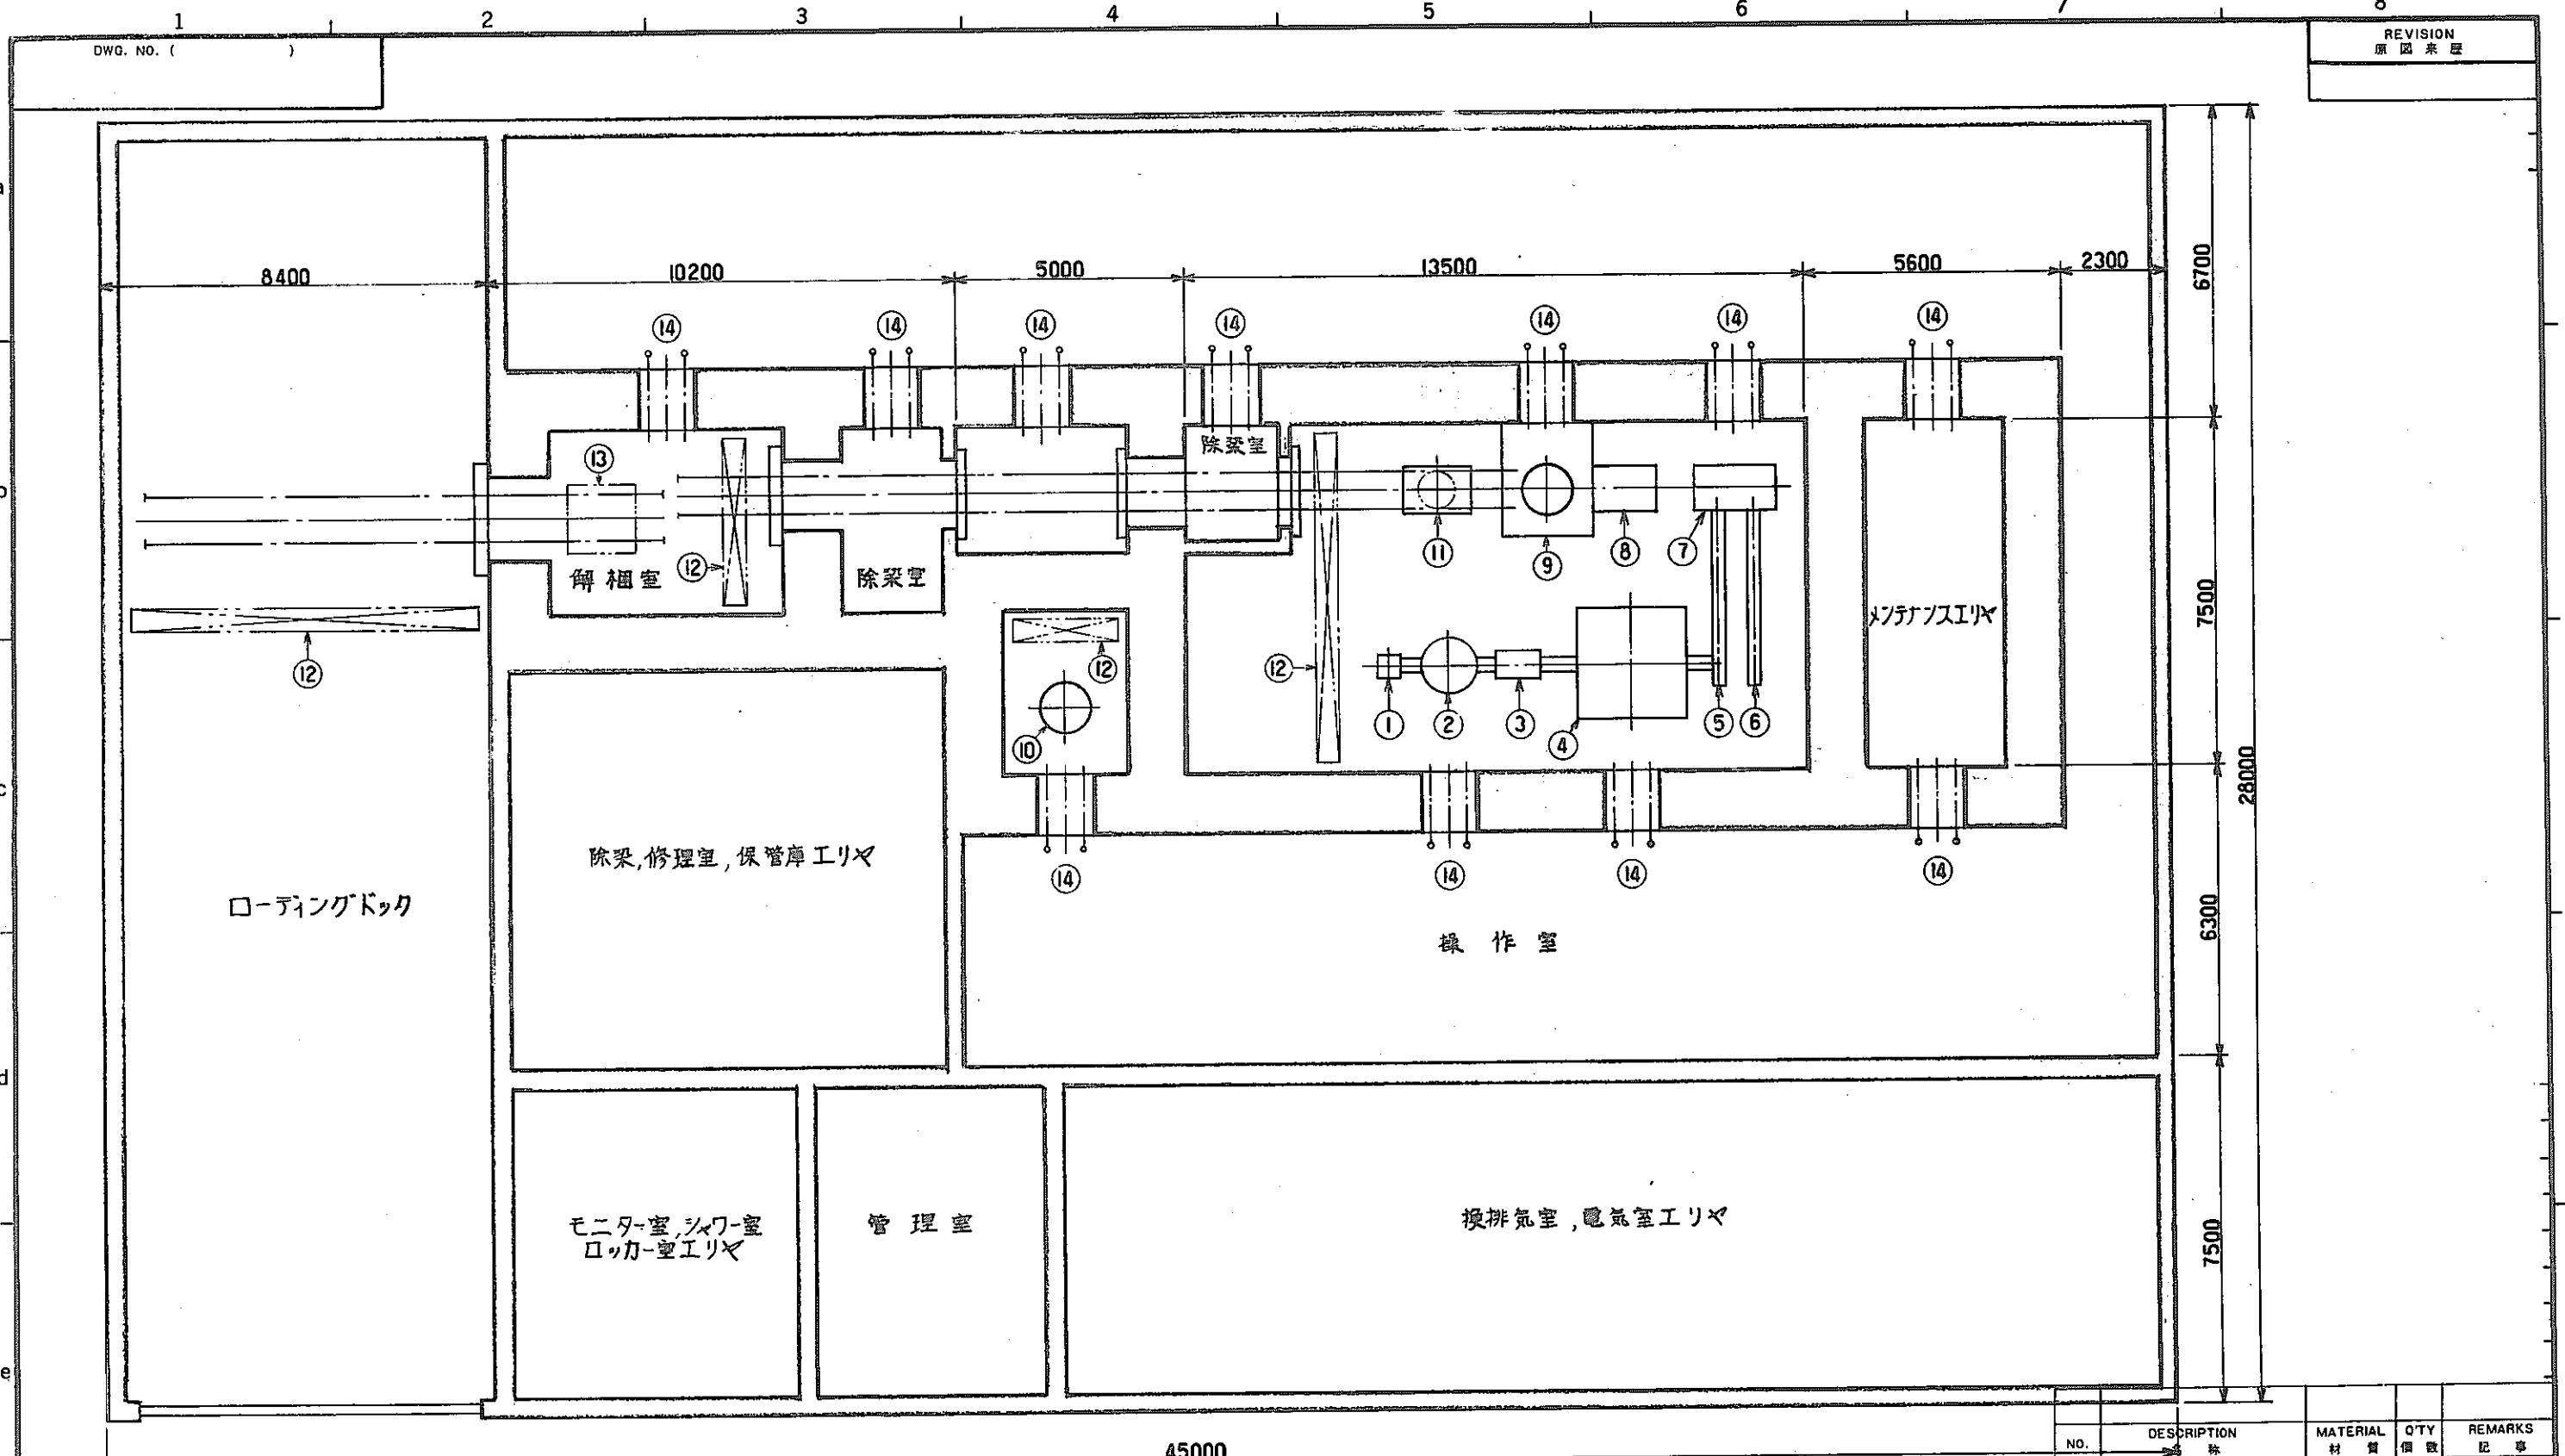 1 2 3 4 5 6 7 8
DWG. NO. ( )
REVISION
原図来歴
a
8400 10200 5000 13500 5600 2300
6700
14 14 14 14 14 14 14
除染室
b
13
11 9 8 7
解梱室 12
除染室
メンテナンスエリヤ
7500
12
12
12
10
1 2 3 4 5 6
28000
c
除染,修理室,保管庫エリヤ
14 14 14 14
ローディングドック
操作室
6300
d
モニター室,シャワー室
ロッカー室エリヤ
管理室
換排気室,電気室エリヤ
7500
e
45000
NO. DESCRIPTION MATERIAL Q'TY REMARKS
称 材質 個数 記事